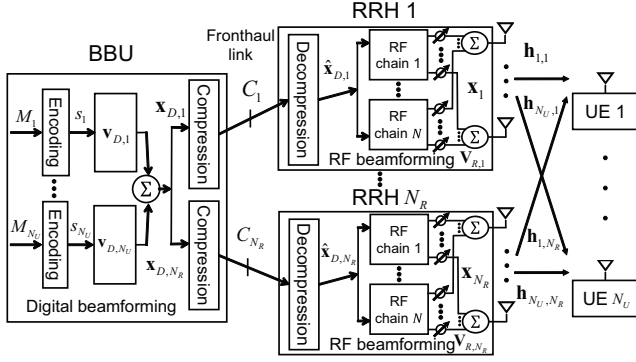 BBU
M_1
Encoding
s_1
v_{D,1}
M_{N_U}
Encoding
s_{N_U}
v_{D,N_U}
Σ
x_{D,1}
x_{D,N_R}
Compression
Compression
Digital beamforming
Fronthaul link
C_1
C_{N_R}
RRH 1
Decompression
x̂_{D,1}
RF chain 1
RF chain N
Σ
Σ
x_1
V_{R,1}
RF beamforming
RRH N_R
Decompression
x̂_{D,N_R}
RF chain 1
RF chain N
Σ
Σ
x_{N_R}
V_{R,N_R}
RF beamforming
h_{1,1}
h_{N_U,1}
h_{1,N_R}
h_{N_U,N_R}
UE 1
UE N_U